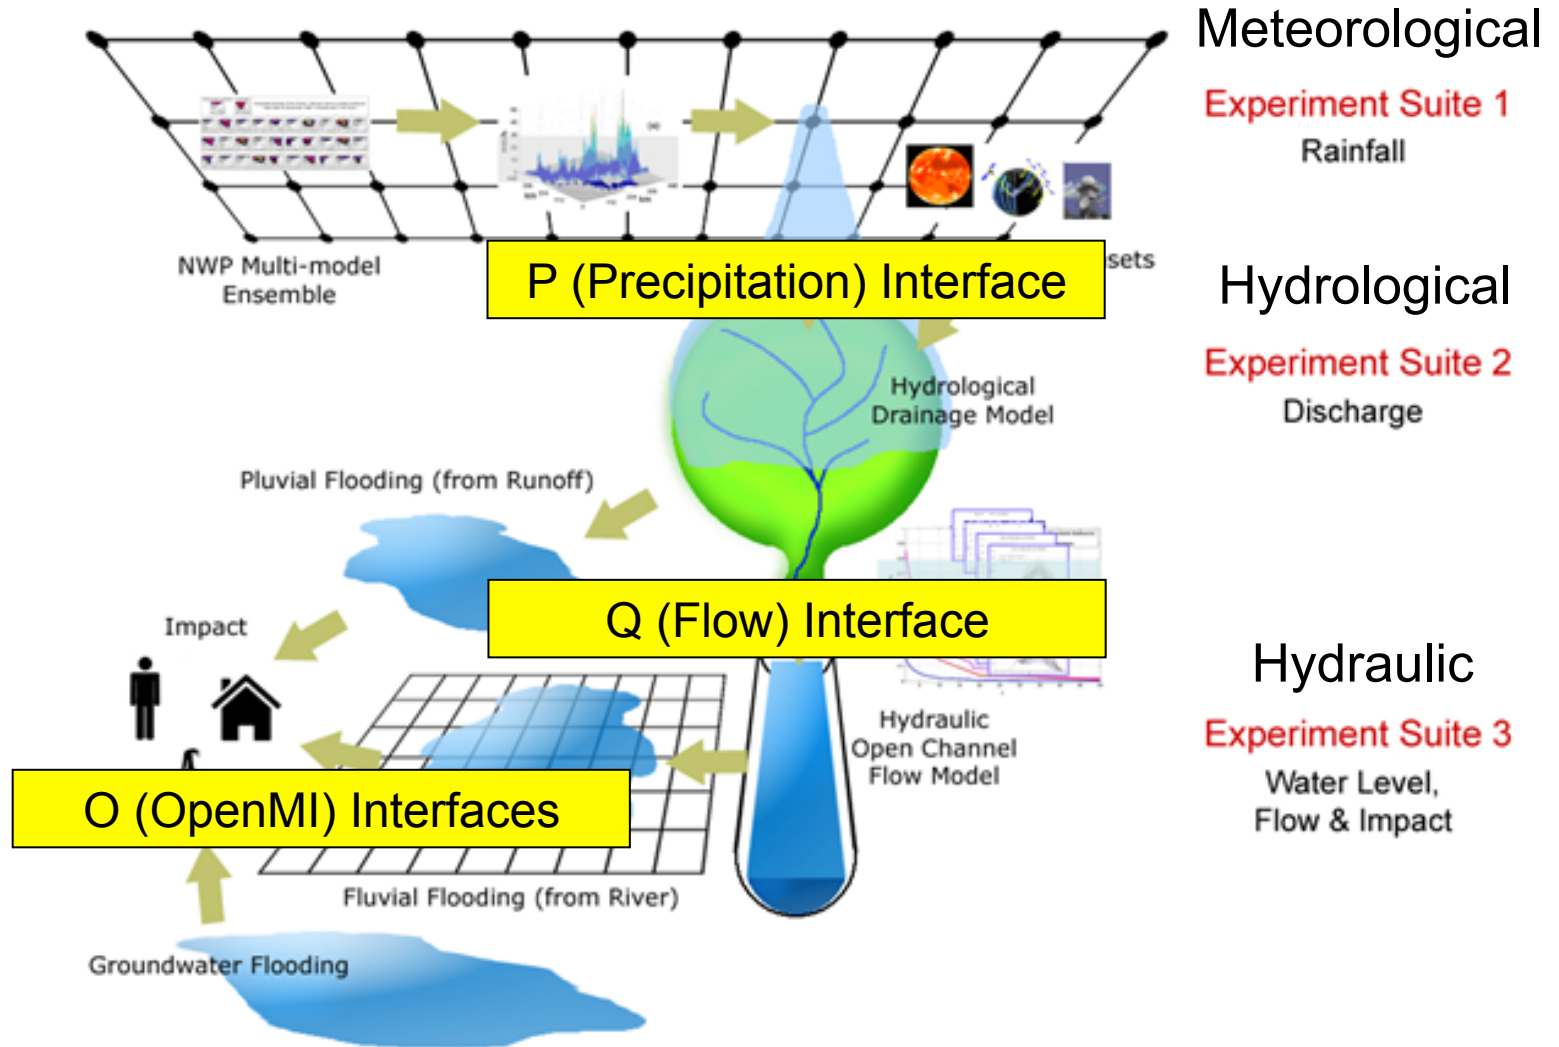 Meteorological
Experiment Suite 1
Rainfall
NWP Multi-model
Ensemble
P (Precipitation) Interface
sets
Hydrological
Experiment Suite 2
Discharge
Hydrological
Drainage Model
Pluvial Flooding (from Runoff)
Q (Flow) Interface
Impact
Hydraulic
Experiment Suite 3
Water Level,
Flow & Impact
Hydraulic
Open Channel
Flow Model
O (OpenMI) Interfaces
Fluvial Flooding (from River)
Groundwater Flooding